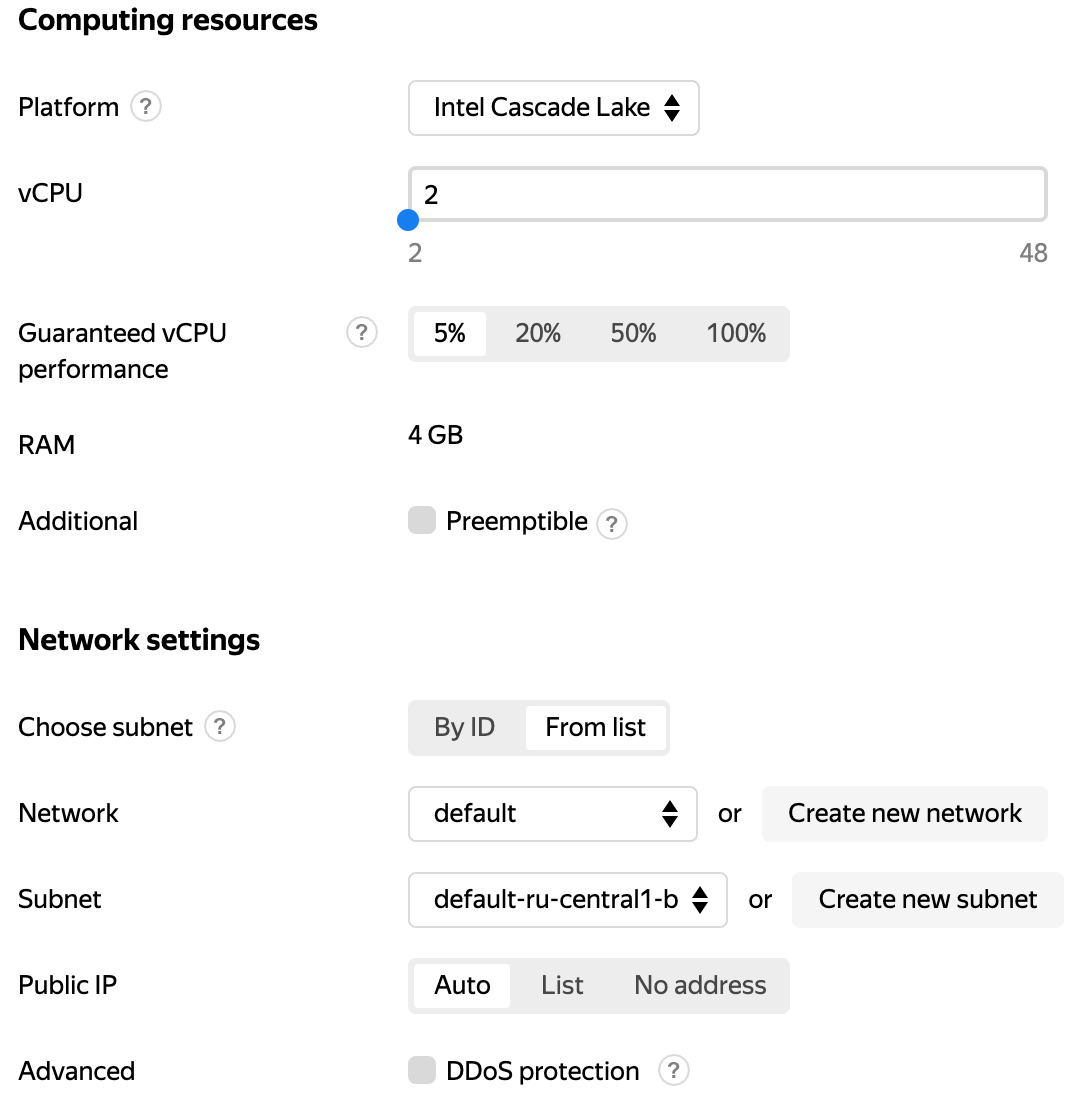 Computing resources
Platform ? Intel Cascade Lake
vCPU 2
2 48
Guaranteed vCPU performance ? 5% 20% 50% 100%
RAM 4 GB
Additional Preemptible ?
Network settings
Choose subnet ? By ID From list
Network default or Create new network
Subnet default-ru-central1-b or Create new subnet
Public IP Auto List No address
Advanced DDoS protection ?